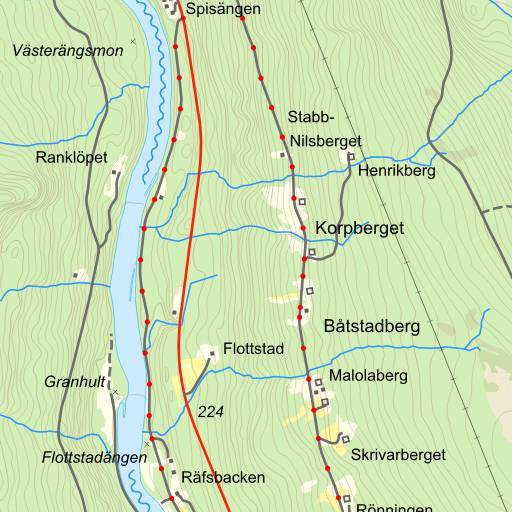 Spisängen
Västerängsmon
Stabb-
Nilsberget
Ranklöpet
Henrikberg
Korpberget
Båtstadberg
Flottstad
Malolaberg
Granhult
224
Skrivarberget
Flottstadängen
Räfsbacken
Rönningen